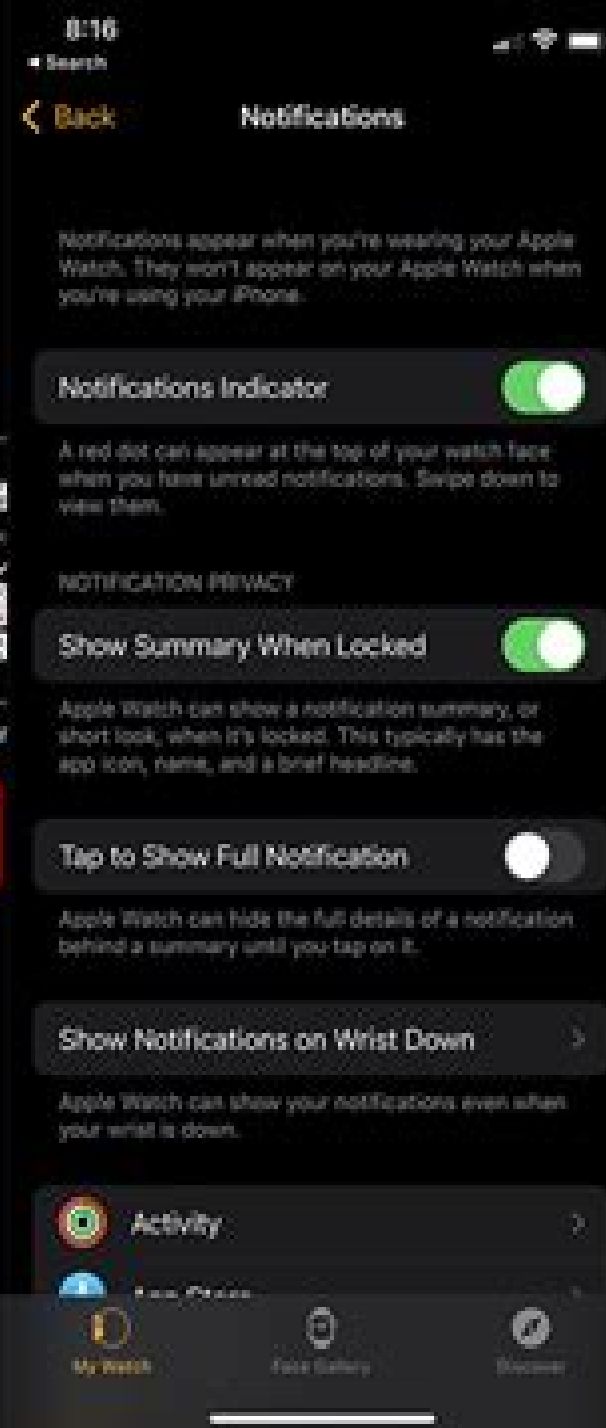 8:16
Search
Back
Notifications
Notifications appear when you're wearing your Apple
Watch. They won't appear on your Apple Watch when
you're using your iPhone.
Notifications Indicator
A red dot can appear at the top of your watch face
when you have unread notifications. Swipe down to
view them.
NOTIFICATION PRIVACY
Show Summary When Locked
Apple Watch can show a notification summary, or
short look, when it's locked. This typically has the
app icon, name, and a brief headline.
Tap to Show Full Notification
Apple Watch can hide the full details of a notification
behind a summary until you tap on it.
Show Notifications on Wrist Down
Apple Watch can show your notifications even when
your wrist is down.
Activity
App Store
My Watch
Face Gallery
Discover